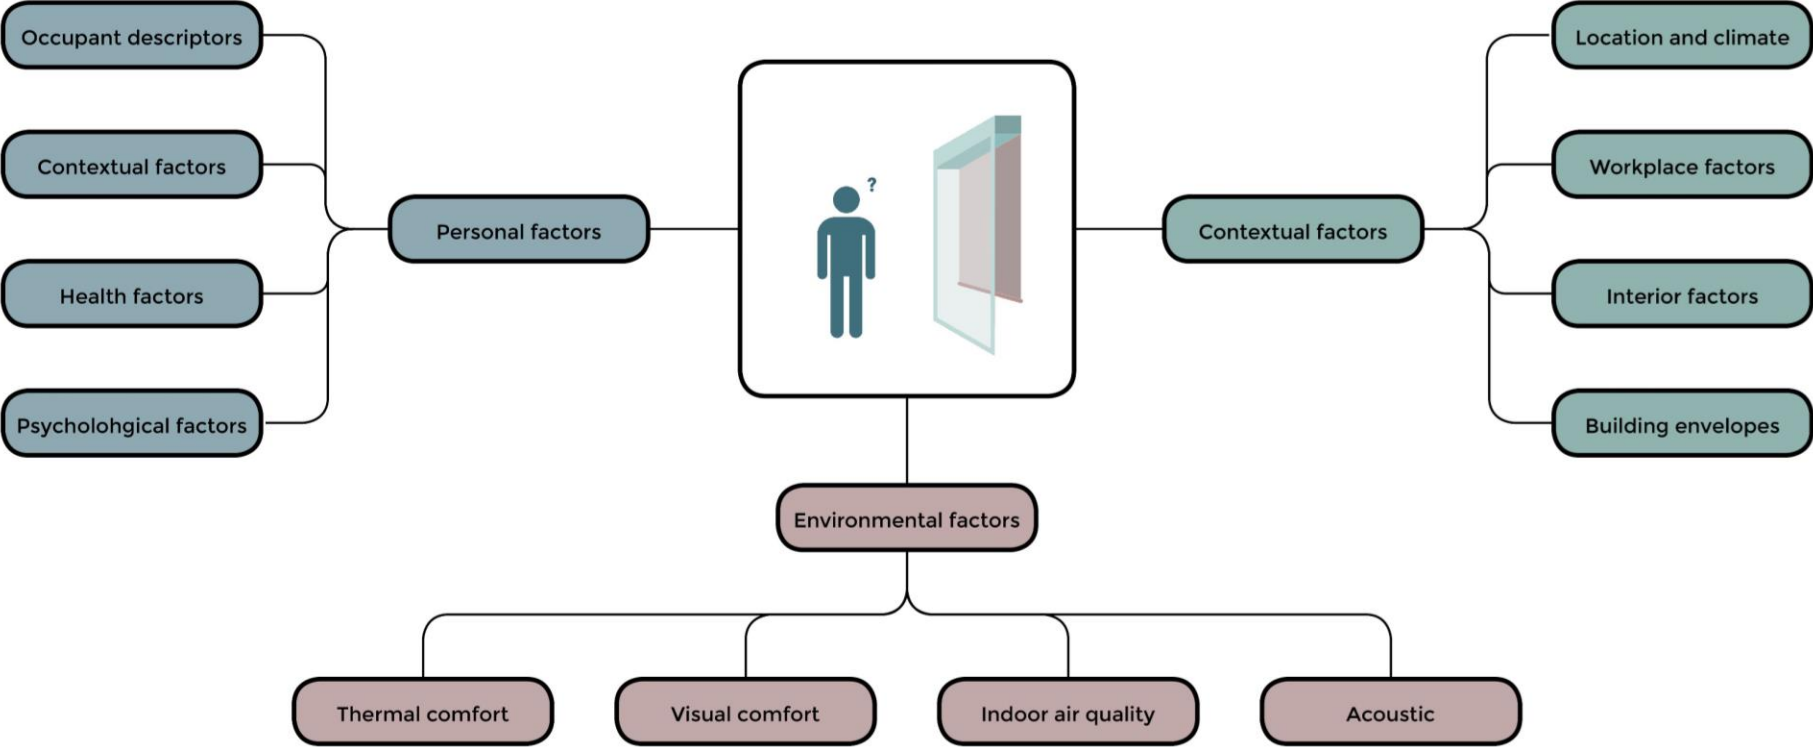 Occupant descriptors
Contextual factors
Health factors
Psycholohgical factors
Personal factors
?
Contextual factors
Location and climate
Workplace factors
Interior factors
Building envelopes
Environmental factors
Thermal comfort
Visual comfort
Indoor air quality
Acoustic